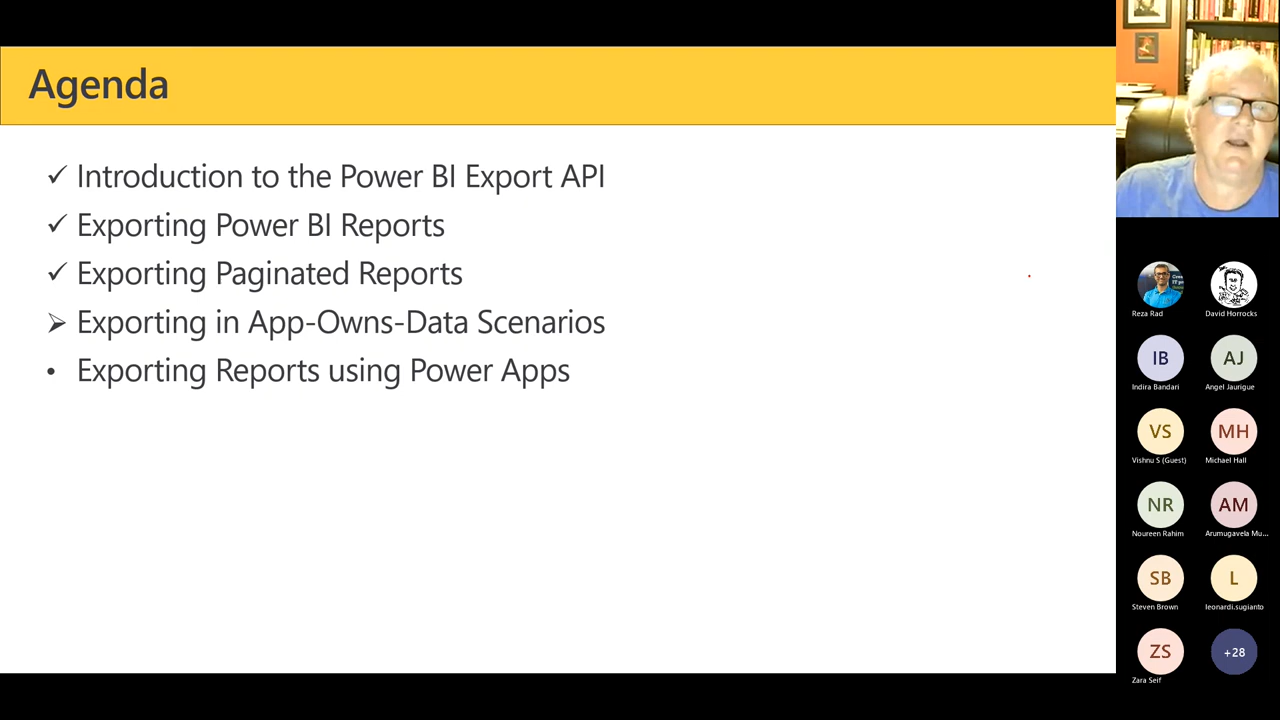 Agenda
✓ Introduction to the Power BI Export API
✓ Exporting Power BI Reports
✓ Exporting Paginated Reports
➢ Exporting in App-Owns-Data Scenarios
• Exporting Reports using Power Apps
Reza Rad
David Horrocks
IB
AJ
Indira Bandari
Angel Jaurigue
VS
MH
Vishnu S (Guest)
Michael Hall
NR
AM
Noureen Rahim
Arumugavela Mu...
SB
L
Steven Brown
leonardi.sugianto
ZS
+28
Zara Seif